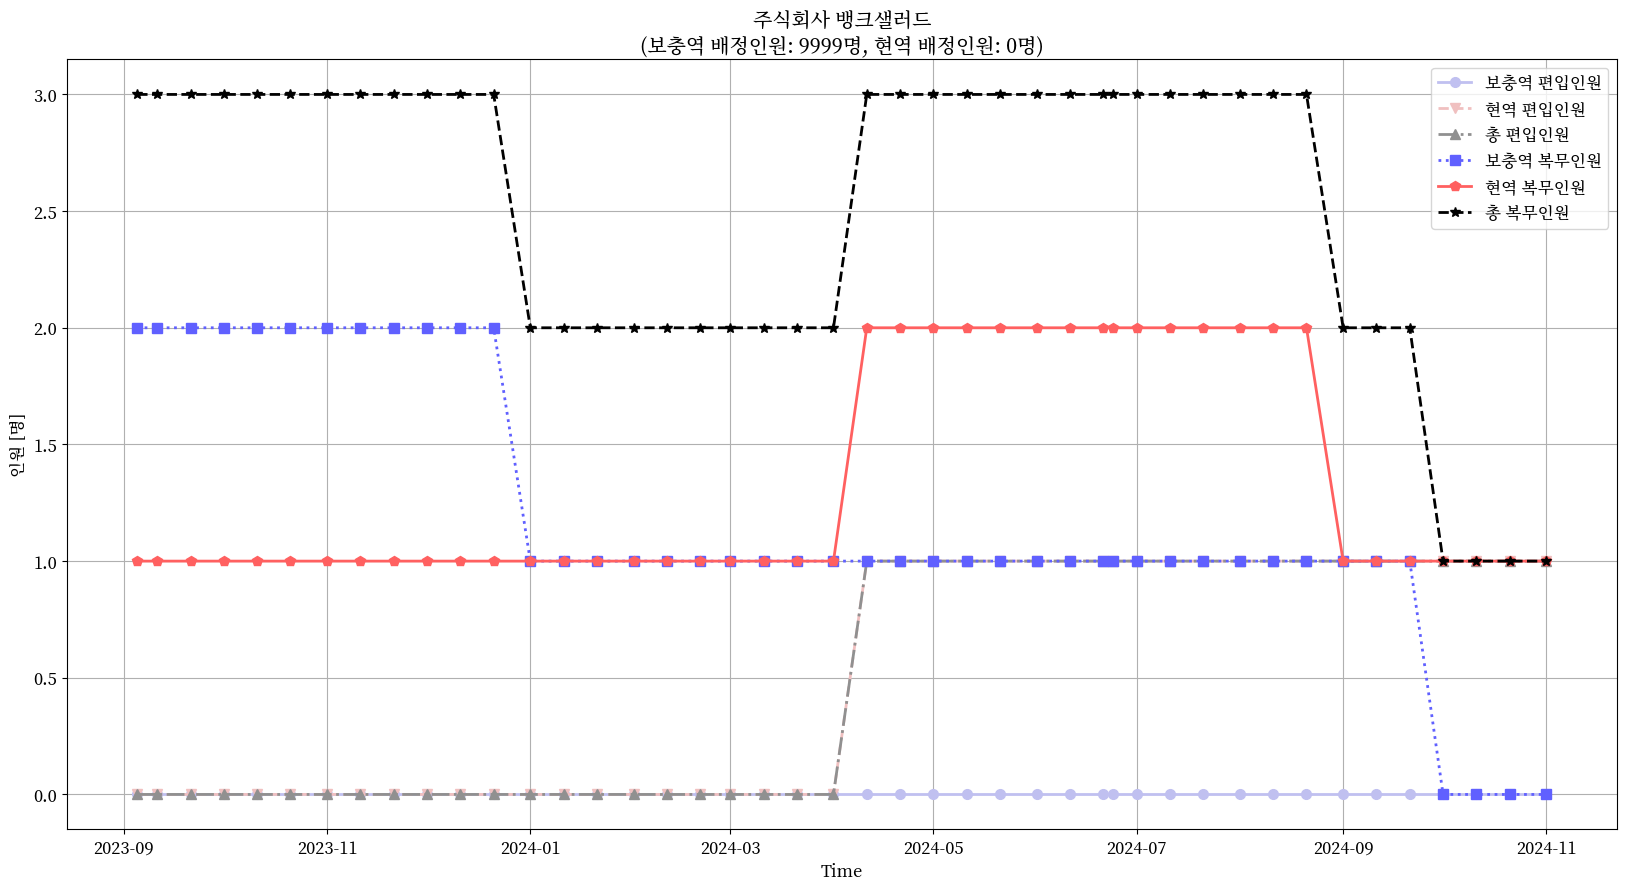 주식회사 뱅크샐러드
(보충역 배정인원: 9999명, 현역 배정인원: 0명)
보충역 편입인원
현역 편입인원
총 편입인원
보충역 복무인원
현역 복무인원
총 복무인원
인원 [명]
3.0
2.5
2.0
1.5
1.0
0.5
0.0
2023-09
2023-11
2024-01
2024-03
2024-05
2024-07
2024-09
2024-11
Time